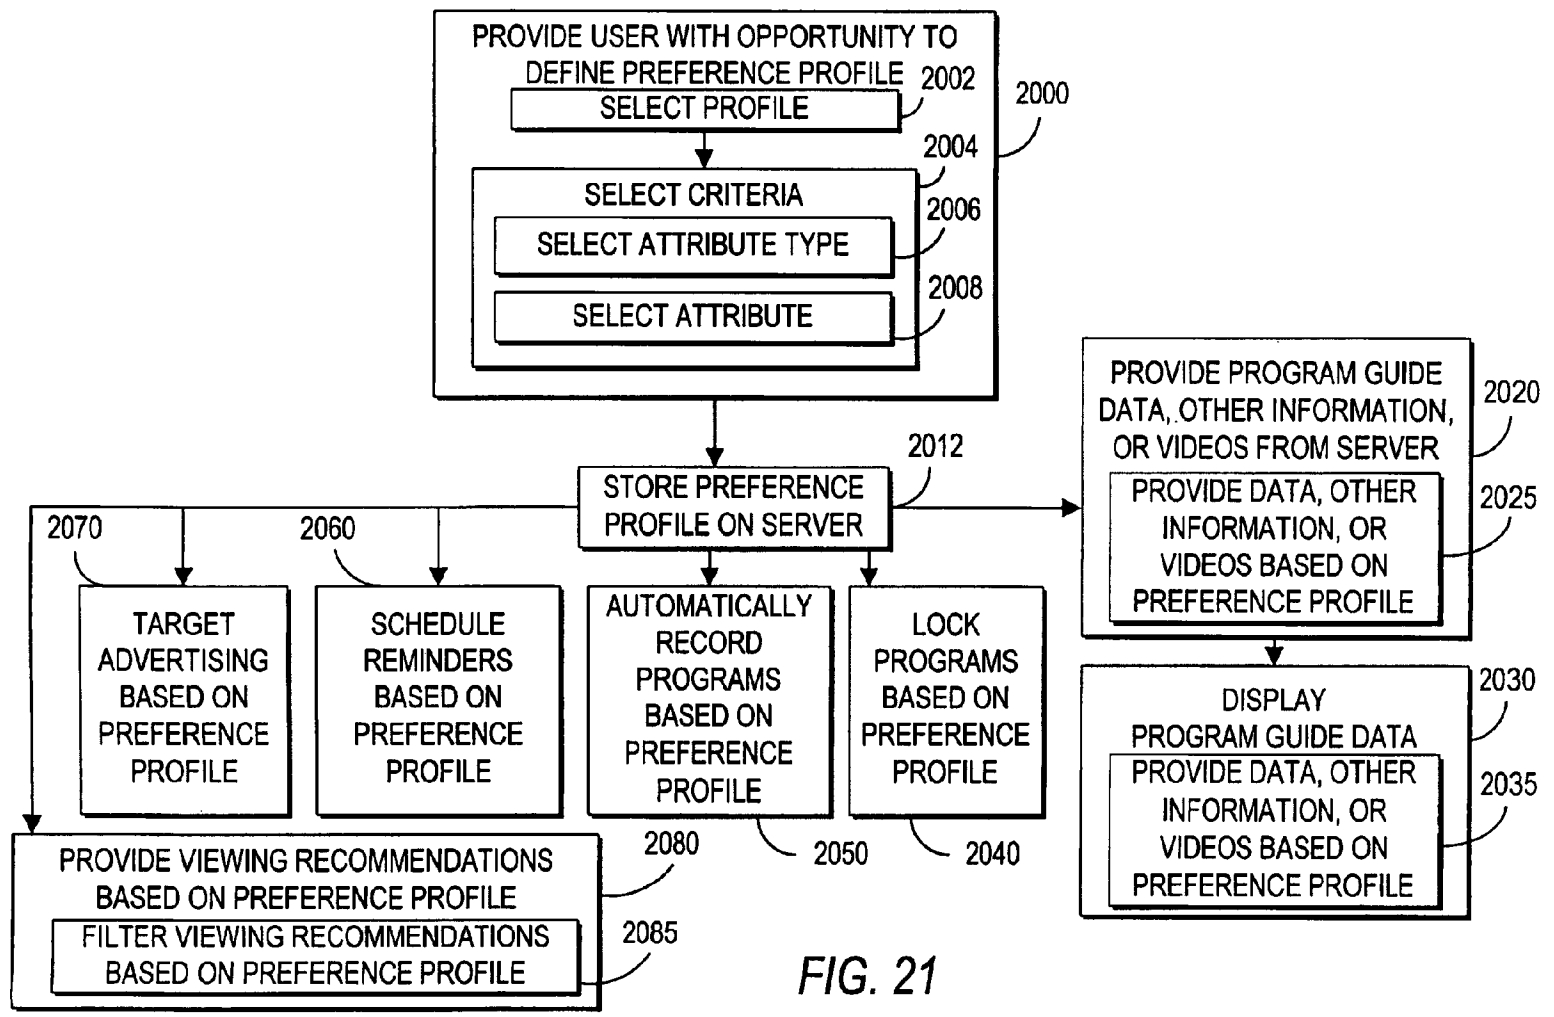 PROVIDE USER WITH OPPORTUNITY TO
DEFINE PREFERENCE PROFILE
2002
SELECT PROFILE
2000
2004
SELECT CRITERIA
2006
SELECT ATTRIBUTE TYPE
2008
SELECT ATTRIBUTE
2012
STORE PREFERENCE
PROFILE ON SERVER
PROVIDE PROGRAM GUIDE
DATA, OTHER INFORMATION,
OR VIDEOS FROM SERVER
2020
PROVIDE DATA, OTHER
INFORMATION, OR
VIDEOS BASED ON
PREFERENCE PROFILE
2025
2070
TARGET
ADVERTISING
BASED ON
PREFERENCE
PROFILE
2060
SCHEDULE
REMINDERS
BASED ON
PREFERENCE
PROFILE
AUTOMATICALLY
RECORD
PROGRAMS
BASED ON
PREFERENCE
PROFILE
2050
LOCK
PROGRAMS
BASED ON
PREFERENCE
PROFILE
2040
DISPLAY
PROGRAM GUIDE DATA
2030
PROVIDE DATA, OTHER
INFORMATION, OR
VIDEOS BASED ON
PREFERENCE PROFILE
2035
PROVIDE VIEWING RECOMMENDATIONS
BASED ON PREFERENCE PROFILE
2080
FILTER VIEWING RECOMMENDATIONS
BASED ON PREFERENCE PROFILE
2085
FIG. 21